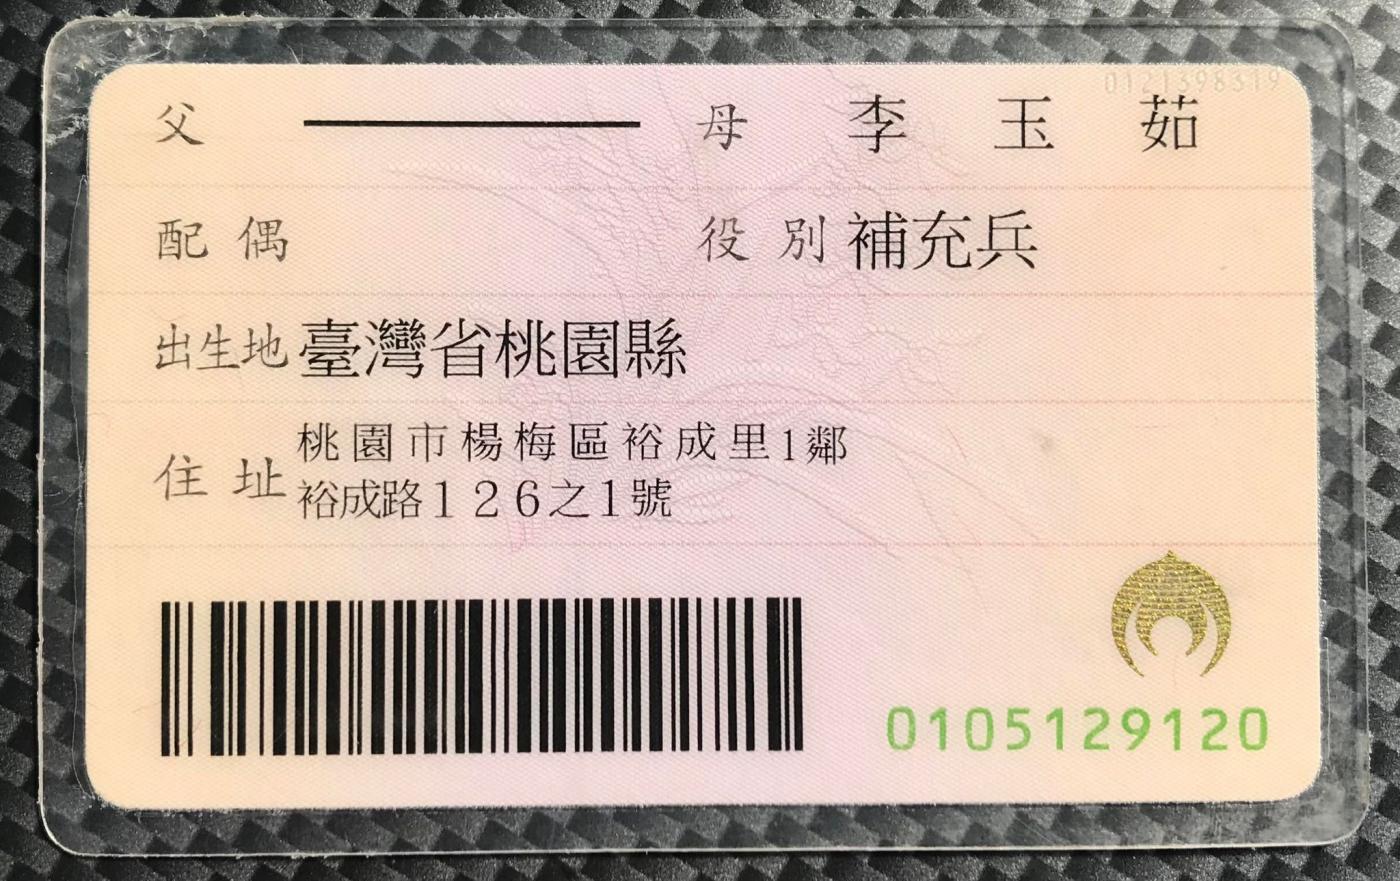 0121398319
父 母 李玉茹
配偶 役別 補充兵
出生地 臺灣省桃園縣
住址 桃園市楊梅區裕成里1鄰
裕成路126之1號
0105129120